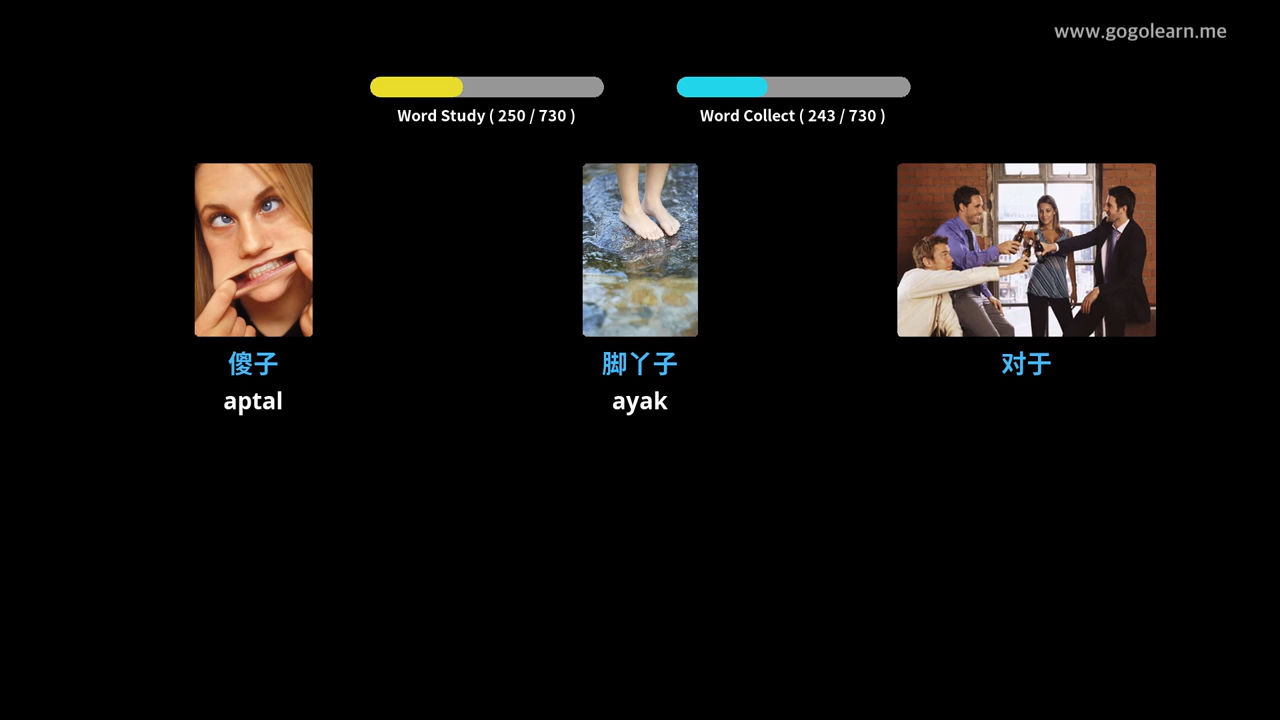 www.gogolearn.me
Word Study ( 250 / 730 )
Word Collect ( 243 / 730 )
傻子
脚丫子
对于
aptal
ayak